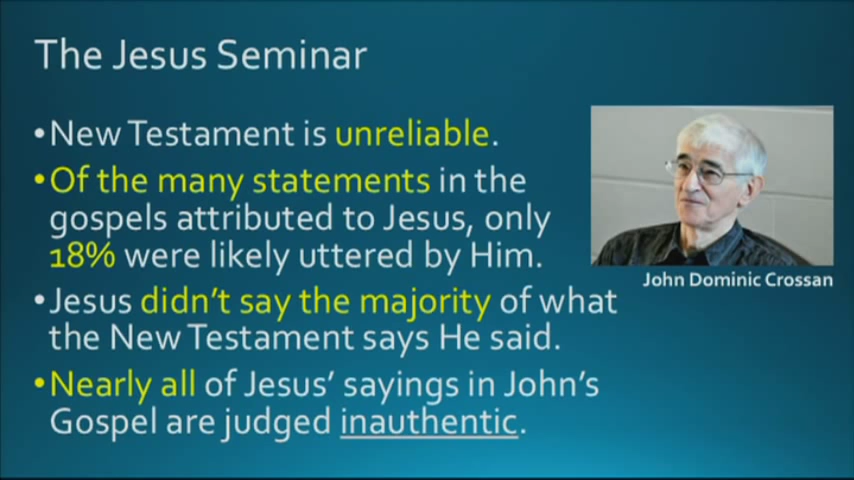 The Jesus Seminar
•New Testament is unreliable.
•Of the many statements in the
gospels attributed to Jesus, only
18% were likely uttered by Him.
•Jesus didn't say the majority of what
the New Testament says He said.
•Nearly all of Jesus' sayings in John's
Gospel are judged inauthentic.
John Dominic Crossan